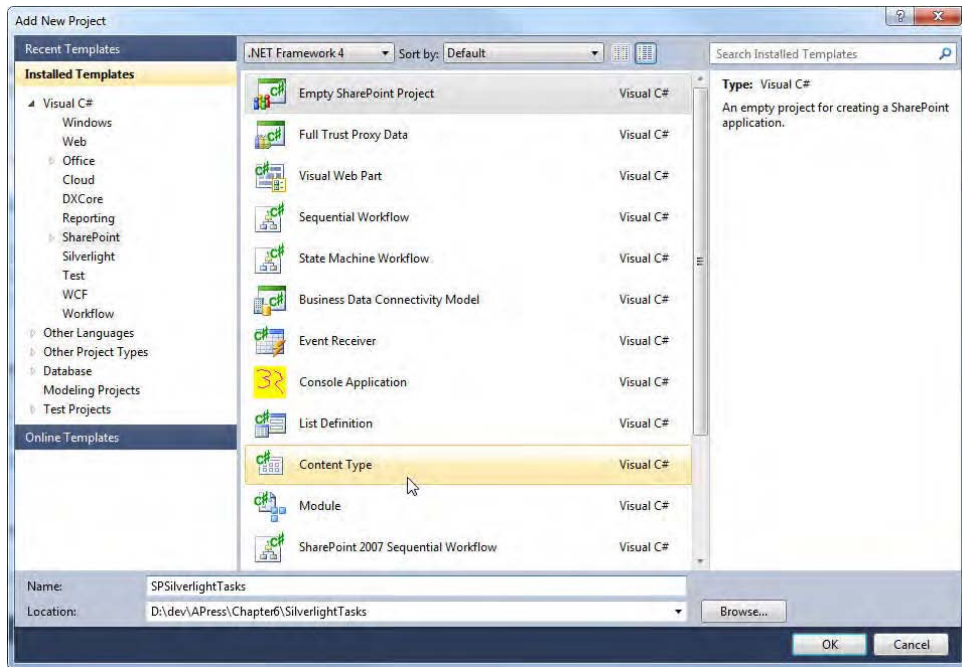 Add New Project
Recent Templates
Installed Templates
Visual C#
Windows
Web
Office
Cloud
DXCore
Reporting
SharePoint
Silverlight
Test
WCF
Workflow
Other Languages
Other Project Types
Database
Modeling Projects
Test Projects
Online Templates
.NET Framework 4 Sort by: Default
Empty SharePoint Project Visual C#
Full Trust Proxy Data Visual C#
Visual Web Part Visual C#
Sequential Workflow Visual C#
State Machine Workflow Visual C#
Business Data Connectivity Model Visual C#
Event Receiver Visual C#
Console Application Visual C#
List Definition Visual C#
Content Type Visual C#
Module Visual C#
SharePoint 2007 Sequential Workflow Visual C#
Search Installed Templates
Type: Visual C#
An empty project for creating a SharePoint
application.
Name: SPSilverlightTasks
Location: D:\dev\APress\Chapter6\SilverlightTasks Browse...
OK Cancel